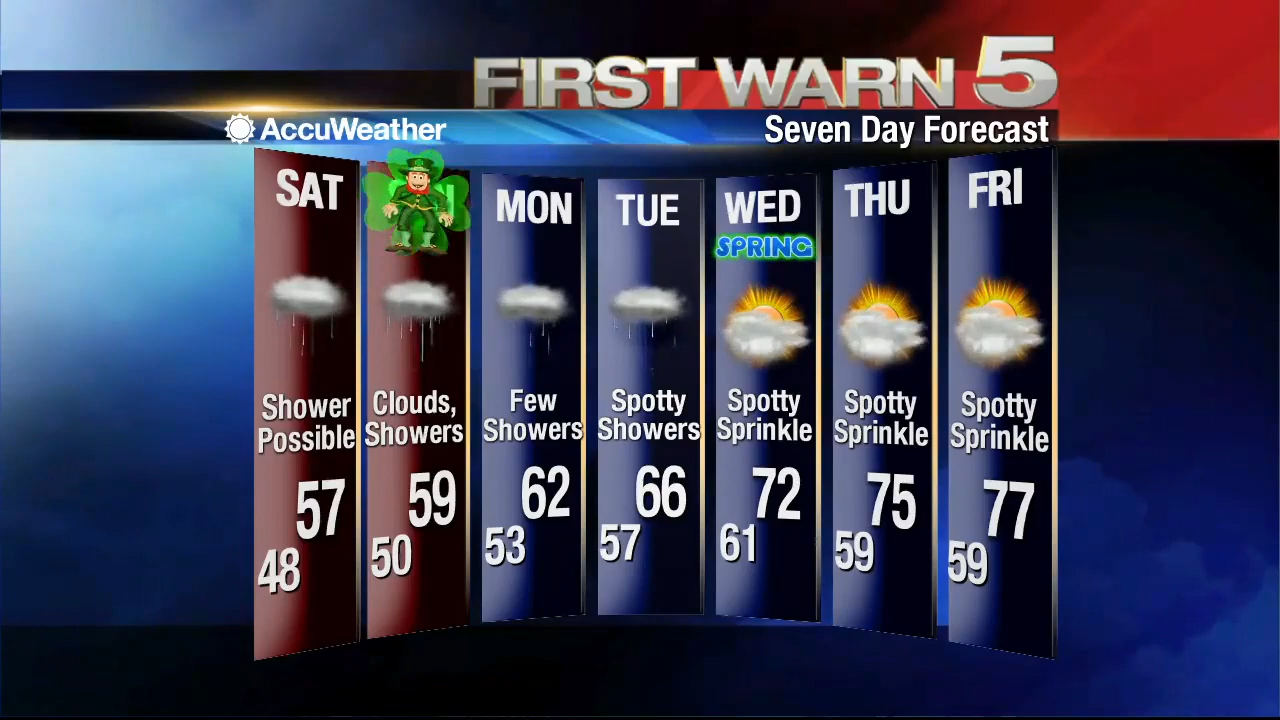 FIRST WARN 5
AccuWeather
Seven Day Forecast
SAT
Shower
Possible
57
48
Clouds,
Showers
59
50
MON
Few
Showers
62
53
TUE
Spotty
Showers
66
57
WED
SPRING
Spotty
Sprinkle
72
61
THU
Spotty
Sprinkle
75
59
FRI
Spotty
Sprinkle
77
59